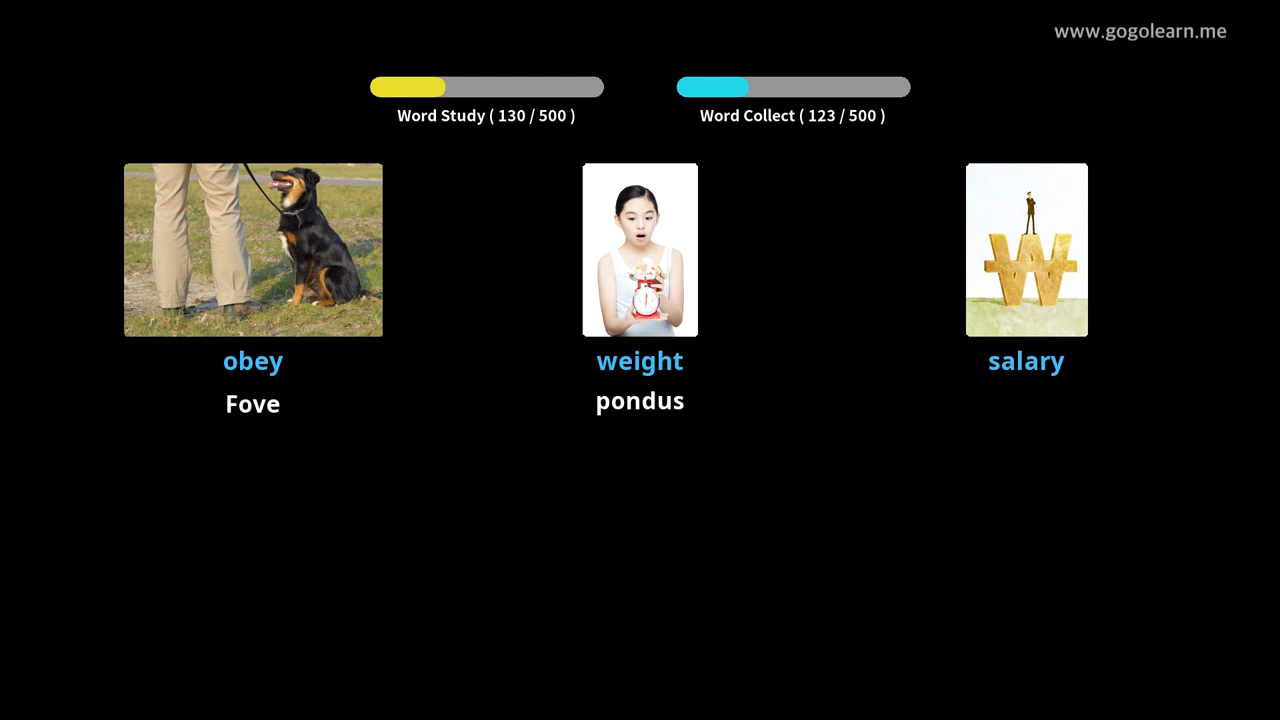 www.gogolearn.me
Word Study ( 130 / 500 )
Word Collect ( 123 / 500 )
obey
Fove
weight
pondus
salary